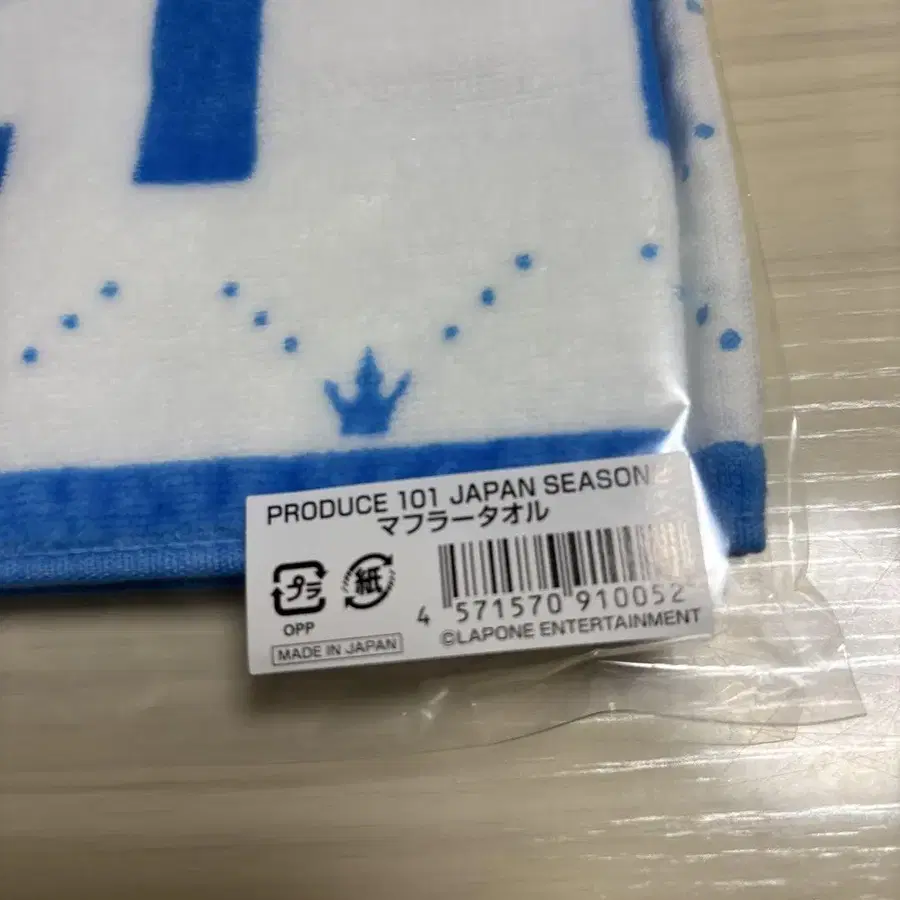 PRODUCE 101 JAPAN SEASON
マフラータオル
プラ
紙
OPP
MADE IN JAPAN
4 571570 910052
©LAPONE ENTERTAINMENT